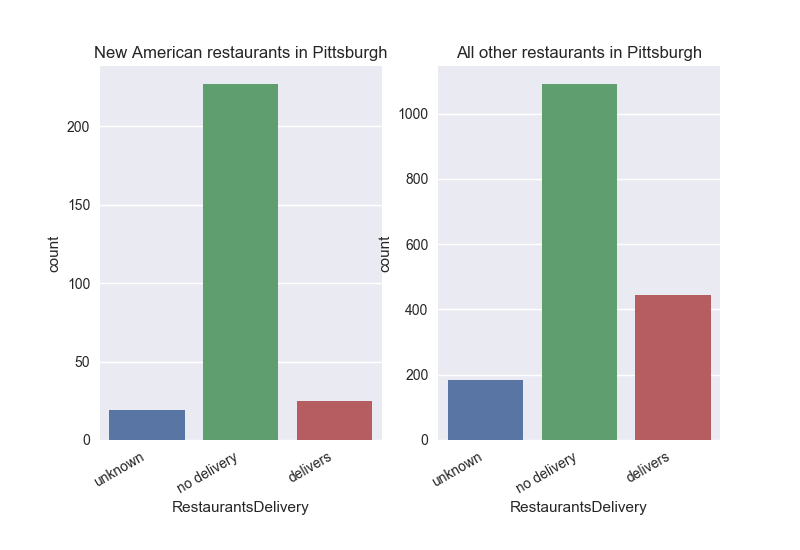 New American restaurants in Pittsburgh
count
200
150
100
50
0
unknown
no delivery
delivers
RestaurantsDelivery
All other restaurants in Pittsburgh
count
1000
800
600
400
200
0
unknown
no delivery
delivers
RestaurantsDelivery